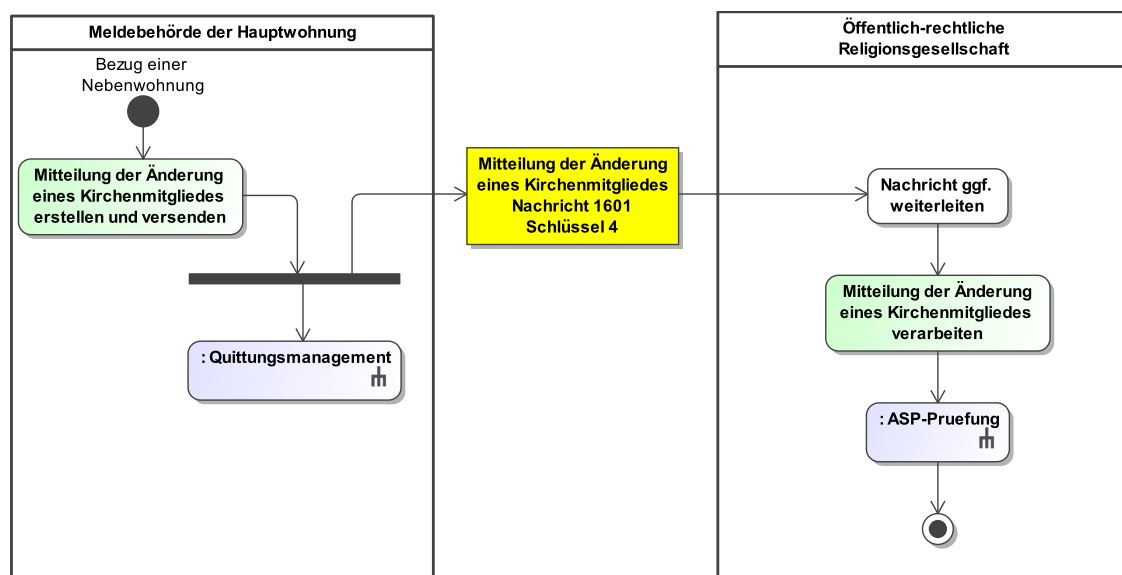 Meldebehörde der Hauptwohnung
Bezug einer
Nebenwohnung
Mitteilung der Änderung
eines Kirchenmitgliedes
erstellen und versenden
: Quittungsmanagement
Mitteilung der Änderung
eines Kirchenmitgliedes
Nachricht 1601
Schlüssel 4
Öffentlich-rechtliche
Religionsgesellschaft
Nachricht ggf.
weiterleiten
Mitteilung der Änderung
eines Kirchenmitgliedes
verarbeiten
: ASP-Pruefung